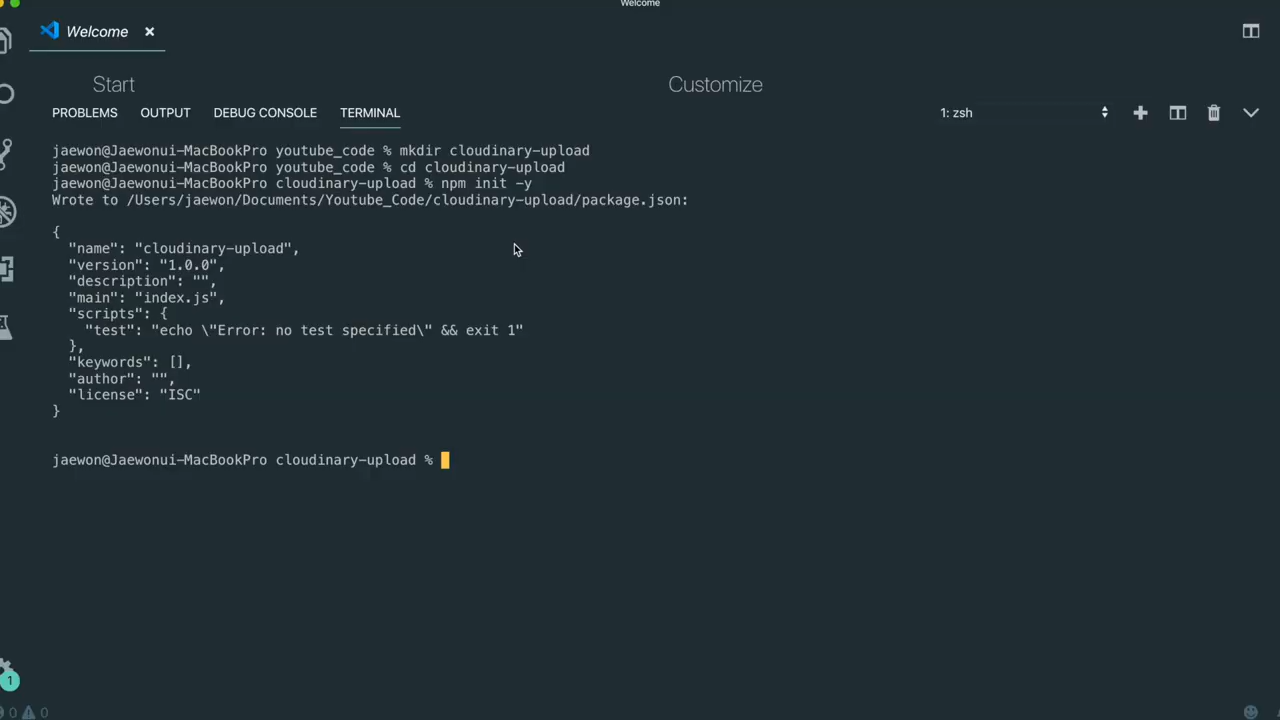 Welcome
Welcome
Start
Customize
PROBLEMS OUTPUT DEBUG CONSOLE TERMINAL 1: zsh
jaewon@Jaewonui-MacBookPro youtube_code % mkdir cloudinary-upload
jaewon@Jaewonui-MacBookPro youtube_code % cd cloudinary-upload
jaewon@Jaewonui-MacBookPro cloudinary-upload % npm init -y
Wrote to /Users/jaewon/Documents/Youtube_Code/cloudinary-upload/package.json:
{
"name": "cloudinary-upload",
"version": "1.0.0",
"description": "",
"main": "index.js",
"scripts": {
"test": "echo \"Error: no test specified\" && exit 1"
},
"keywords": [],
"author": "",
"license": "ISC"
}
jaewon@Jaewonui-MacBookPro cloudinary-upload %
1
0 0